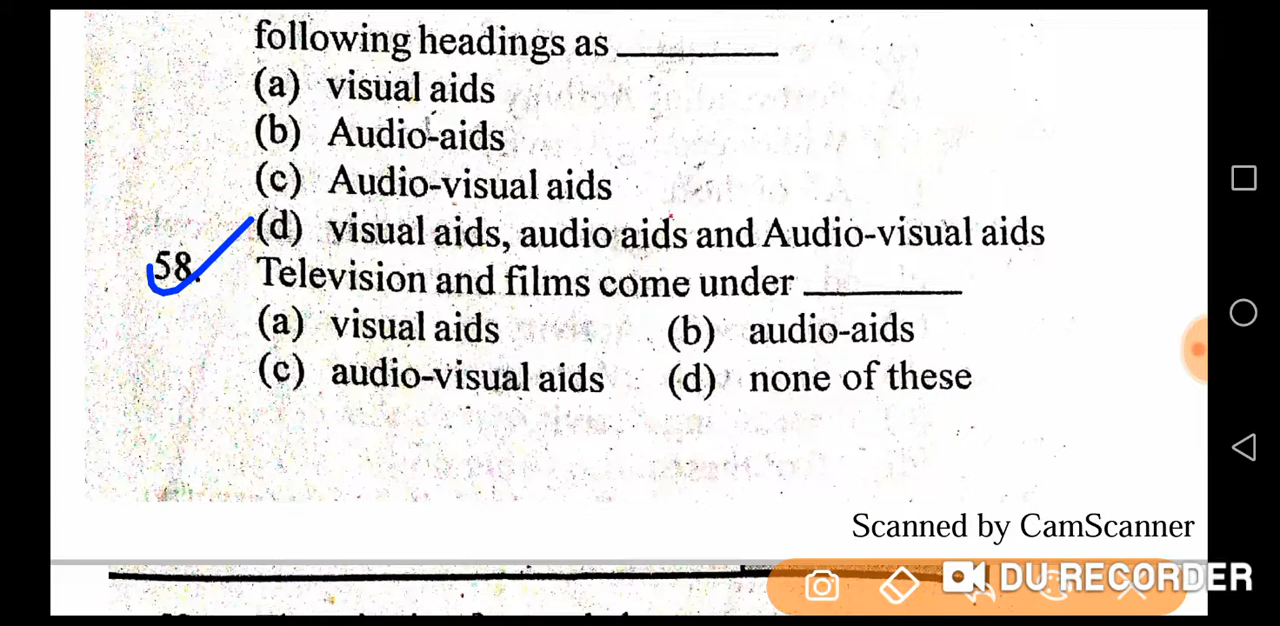 following headings as ________
(a) visual aids
(b) Audio-aids
(c) Audio-visual aids
(d) visual aids, audio aids and Audio-visual aids
58. Television and films come under ________
(a) visual aids (b) audio-aids
(c) audio-visual aids (d) none of these
Scanned by CamScanner
DU RECORDER